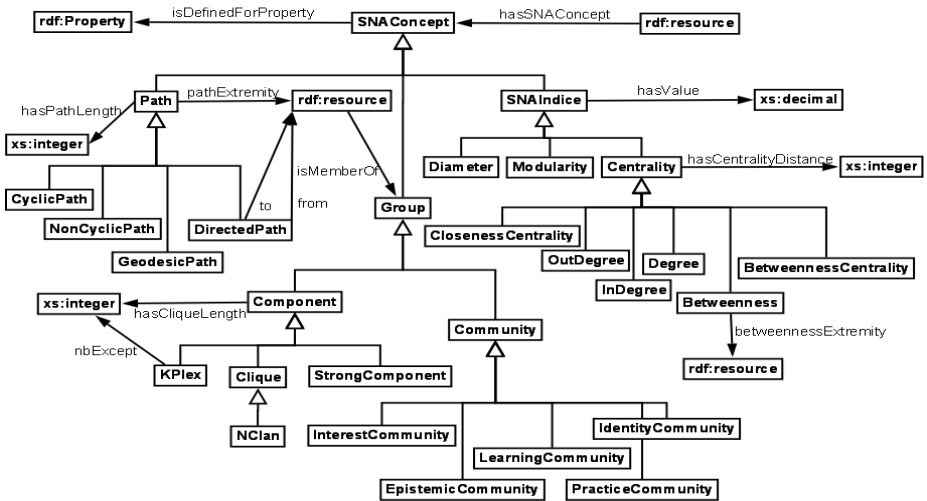 rdf:Property
isDefinedForProperty
SNAConcept
hasSNAConcept
rdf:resource
hasPathLength
Path
pathExtremity
rdf:resource
SNAIndice
hasValue
xs:decimal
xs:integer
Diameter
Modularity
Centrality
hasCentralityDistance
xs:integer
isMemberOf
CyclicPath
to
from
Group
NonCyclicPath
DirectedPath
ClosenessCentrality
GeodesicPath
OutDegree
Degree
BetweennessCentrality
InDegree
xs:integer
Component
Betweenness
hasCliqueLength
Community
betweennessExtremity
nbExcept
KPlex
Clique
StrongComponent
rdf:resource
NClan
InterestCommunity
IdentityCommunity
LearningCommunity
EpistemicCommunity
PracticeCommunity